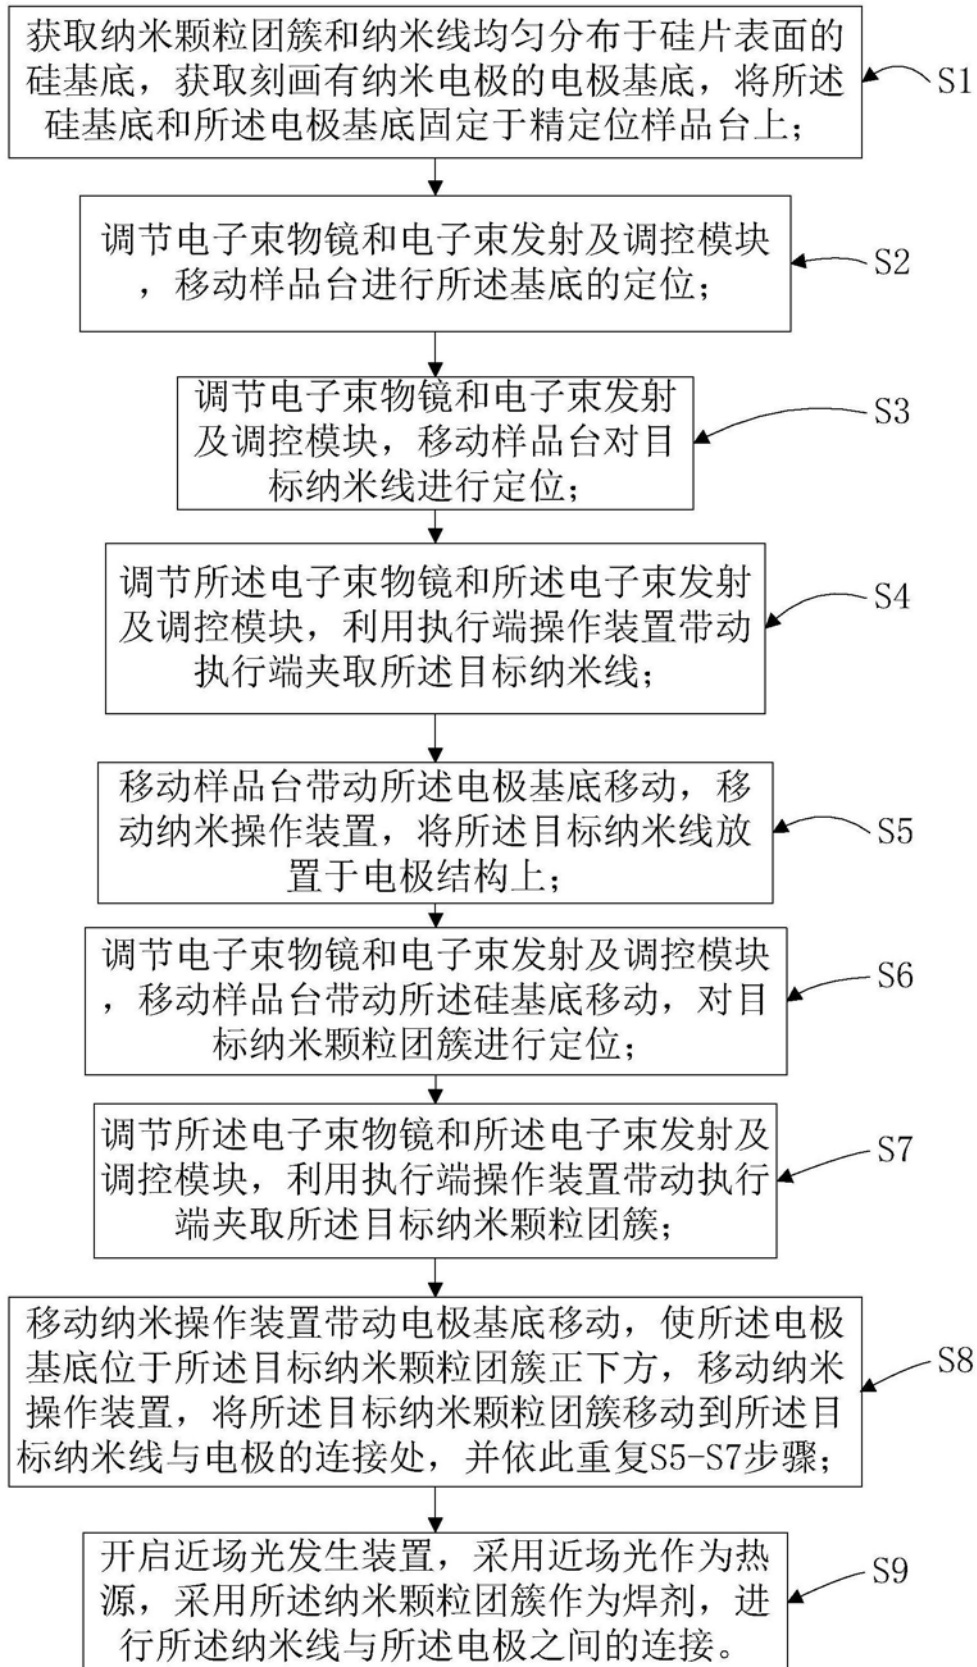 获取纳米颗粒团簇和纳米线均匀分布于硅片表面的
硅基底，获取刻画有纳米电极的电极基底，将所述
硅基底和所述电极基底固定于精定位样品台上；
S1
调节电子束物镜和电子束发射及调控模块
，移动样品台进行所述基底的定位；
S2
调节电子束物镜和电子束发射
及调控模块，移动样品台对目
标纳米线进行定位；
S3
调节所述电子束物镜和所述电子束发射
及调控模块，利用执行端操作装置带动
执行端夹取所述目标纳米线；
S4
移动样品台带动所述电极基底移动，移
动纳米操作装置，将所述目标纳米线放
置于电极结构上；
S5
调节电子束物镜和电子束发射及调控模块
，移动样品台带动所述硅基底移动，对目
标纳米颗粒团簇进行定位；
S6
调节所述电子束物镜和所述电子束发射及
调控模块，利用执行端操作装置带动执行
端夹取所述目标纳米颗粒团簇；
S7
移动纳米操作装置带动电极基底移动，使所述电极
基底位于所述目标纳米颗粒团簇正下方，移动纳米
操作装置，将所述目标纳米颗粒团簇移动到所述目
标纳米线与电极的连接处，并依此重复S5-S7步骤；
S8
开启近场光发生装置，采用近场光作为热
源，采用所述纳米颗粒团簇作为焊剂，进
行所述纳米线与所述电极之间的连接。
S9